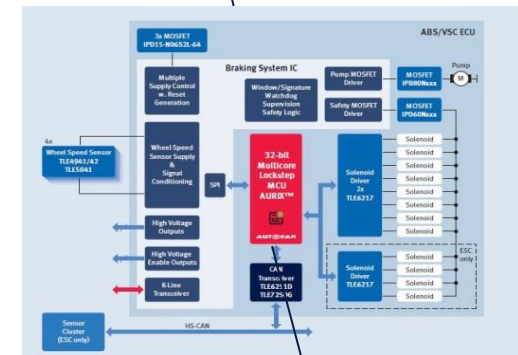 ABS/VSC ECU
3x MOSFET
IPD15-N06S2L-64
Braking System IC
Multiple
Supply Control
w. Reset
Generation
Window/Signature
Watchdog
Supervision
Safety Logic
Pump MOSFET
Driver
MOSFET
IPB80Nxxx
Pump
M
Safety MOSFET
Driver
MOSFET
IPD60Nxxx
4x
Wheel Speed Sensor
TLE4941/42
TLE5041
Wheel Speed
Sensor Supply
&
Signal
Conditioning
SPI
32-bit
Multicore
Lockstep
MCU
AURIX™
Solenoid
Driver
2x
TLE6217
Solenoid
Solenoid
Solenoid
Solenoid
Solenoid
Solenoid
Solenoid
Solenoid
High Voltage
Outputs
High Voltage
Enable Outputs
K-Line
Transceiver
CAN
ESC
only
Solenoid
Driver
TLE6217
Solenoid
Solenoid
Solenoid
Solenoid
Sensor
Cluster
(ESC only)
HS-CAN